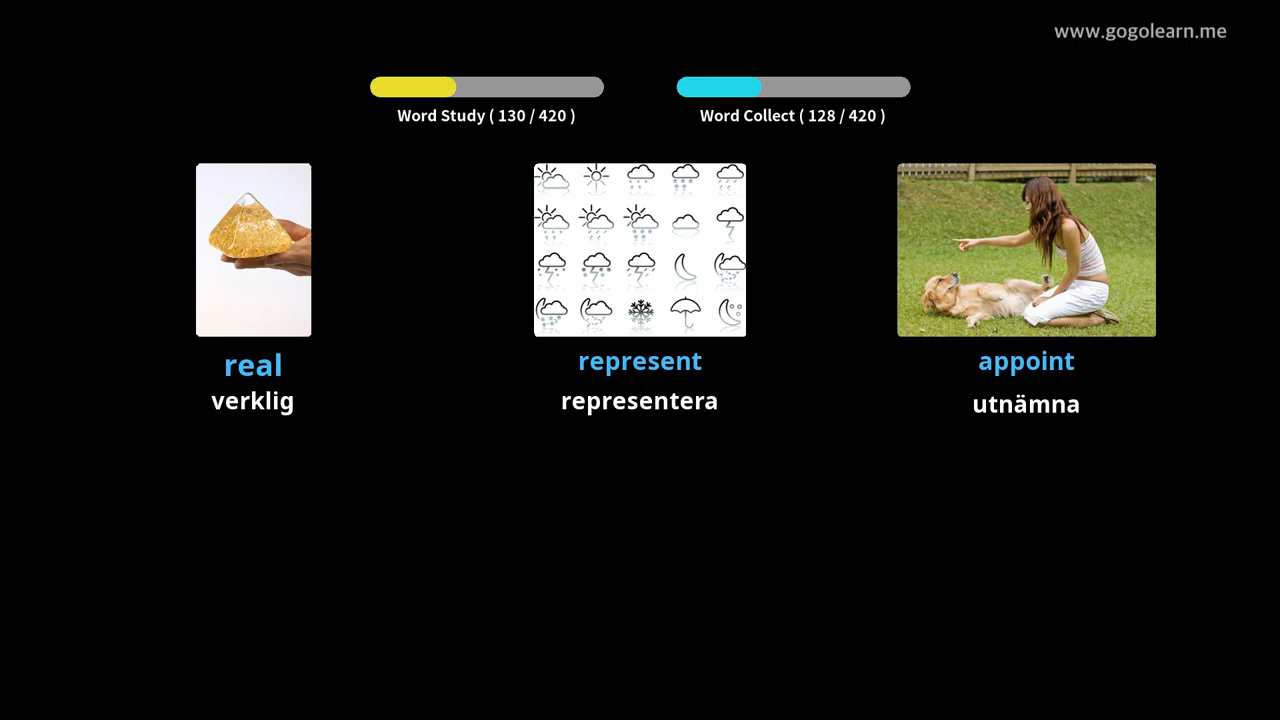 www.gogolearn.me
Word Study ( 130 / 420 )
Word Collect ( 128 / 420 )
real
verklig
represent
representera
appoint
utnämna